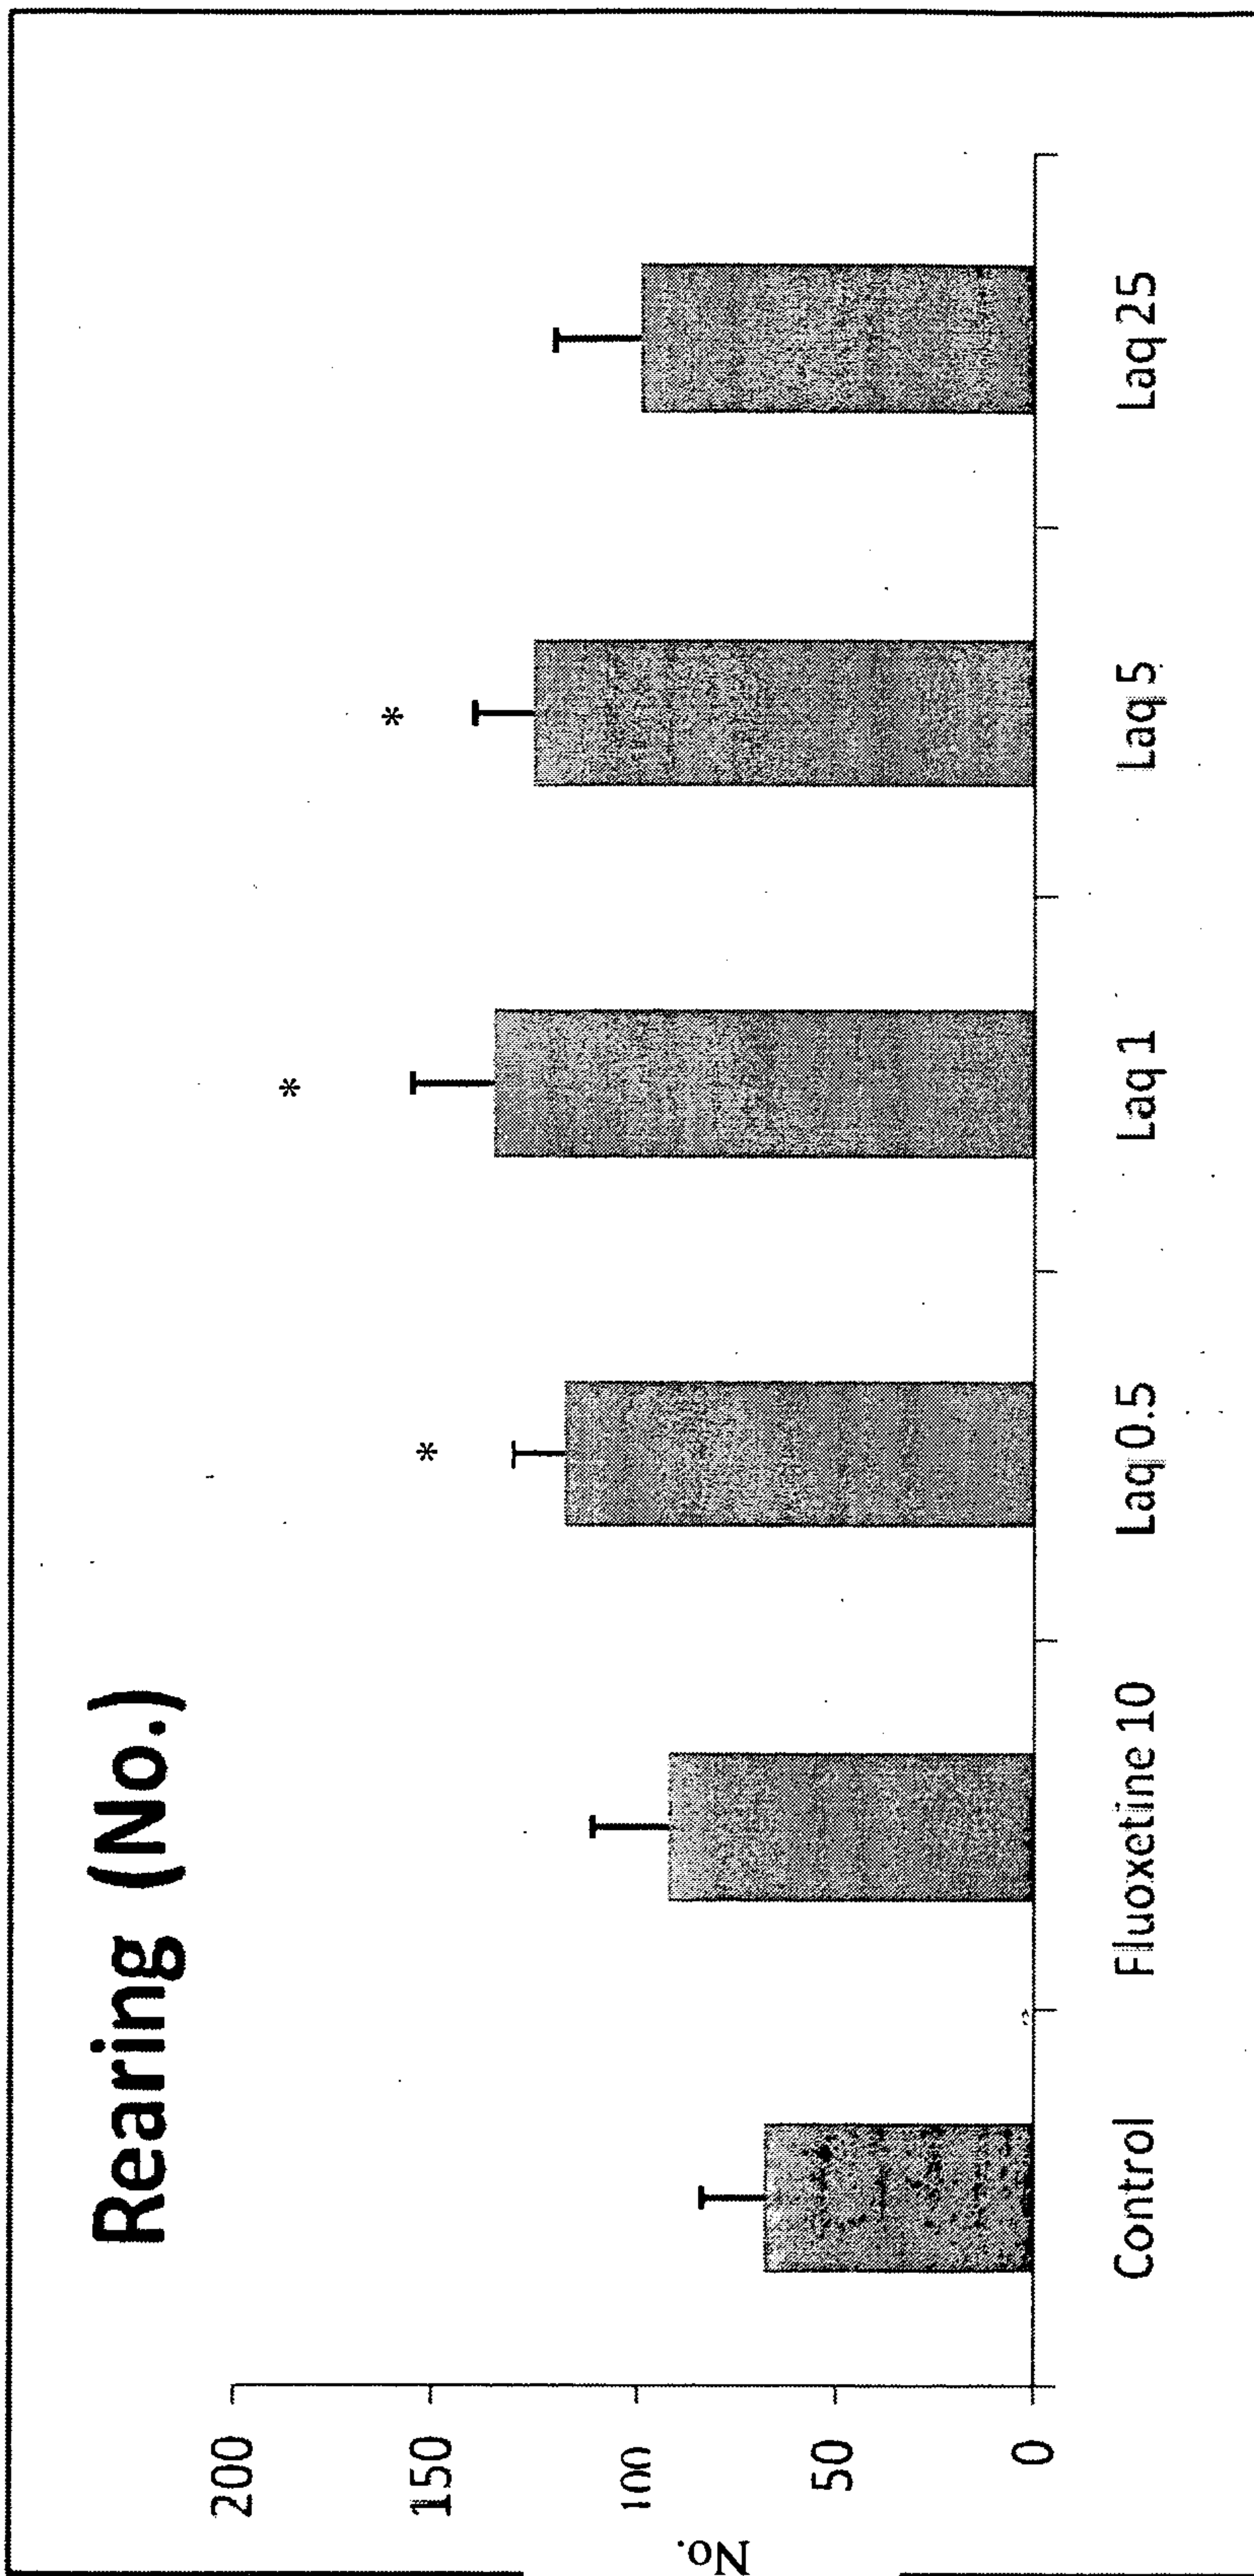 Rearing (No.)
200
150
100
50
0
No.
*
*
*
Control
Fluoxetine 10
Laq 0.5
Laq 1
Laq 5
Laq 25